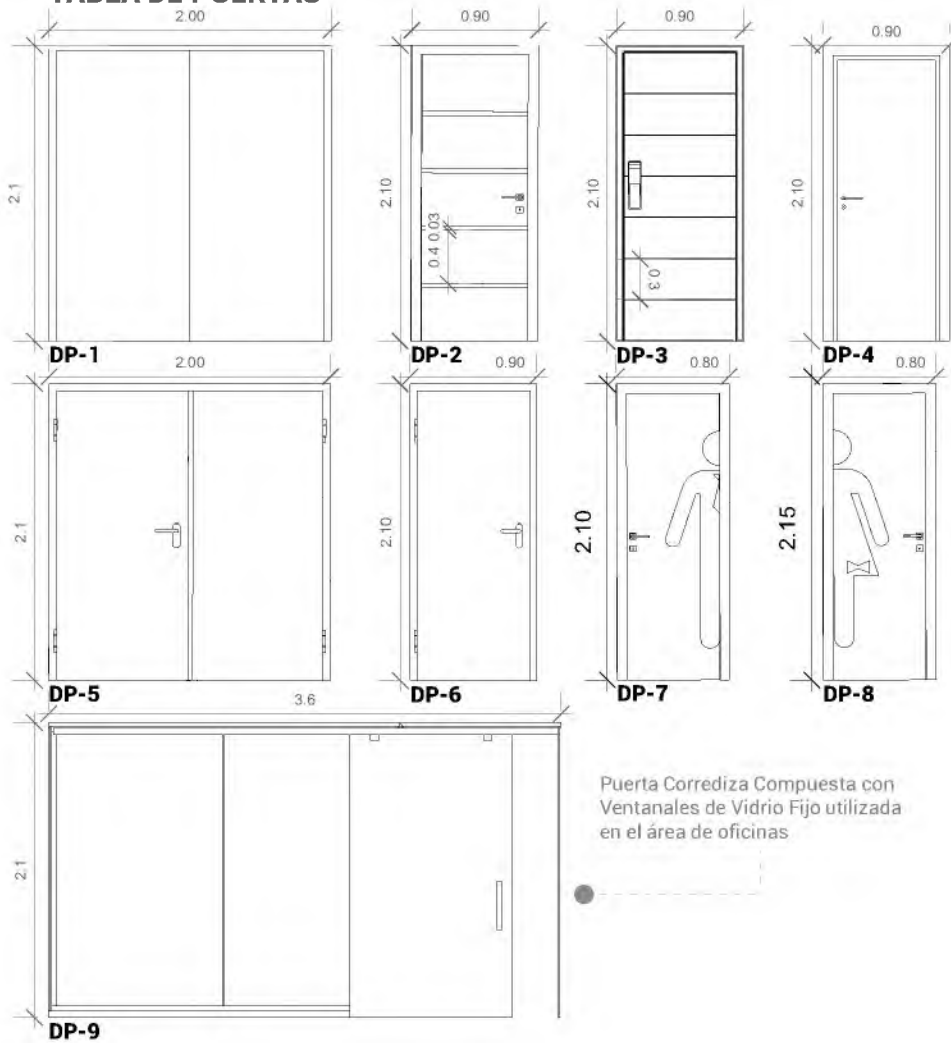 TABLA DE PUERTAS
2.00
0.90
0.90
0.90
2.1
2.10
0.4 0.03
2.10
0.3
2.10
DP-1
DP-2
DP-3
DP-4
2.00
0.90
0.80
0.80
2.1
2.10
2.10
2.15
DP-5
DP-6
DP-7
DP-8
3.6
2.1
Puerta Corrediza Compuesta con
Ventanales de Vidrio Fijo utilizada
en el área de oficinas
DP-9